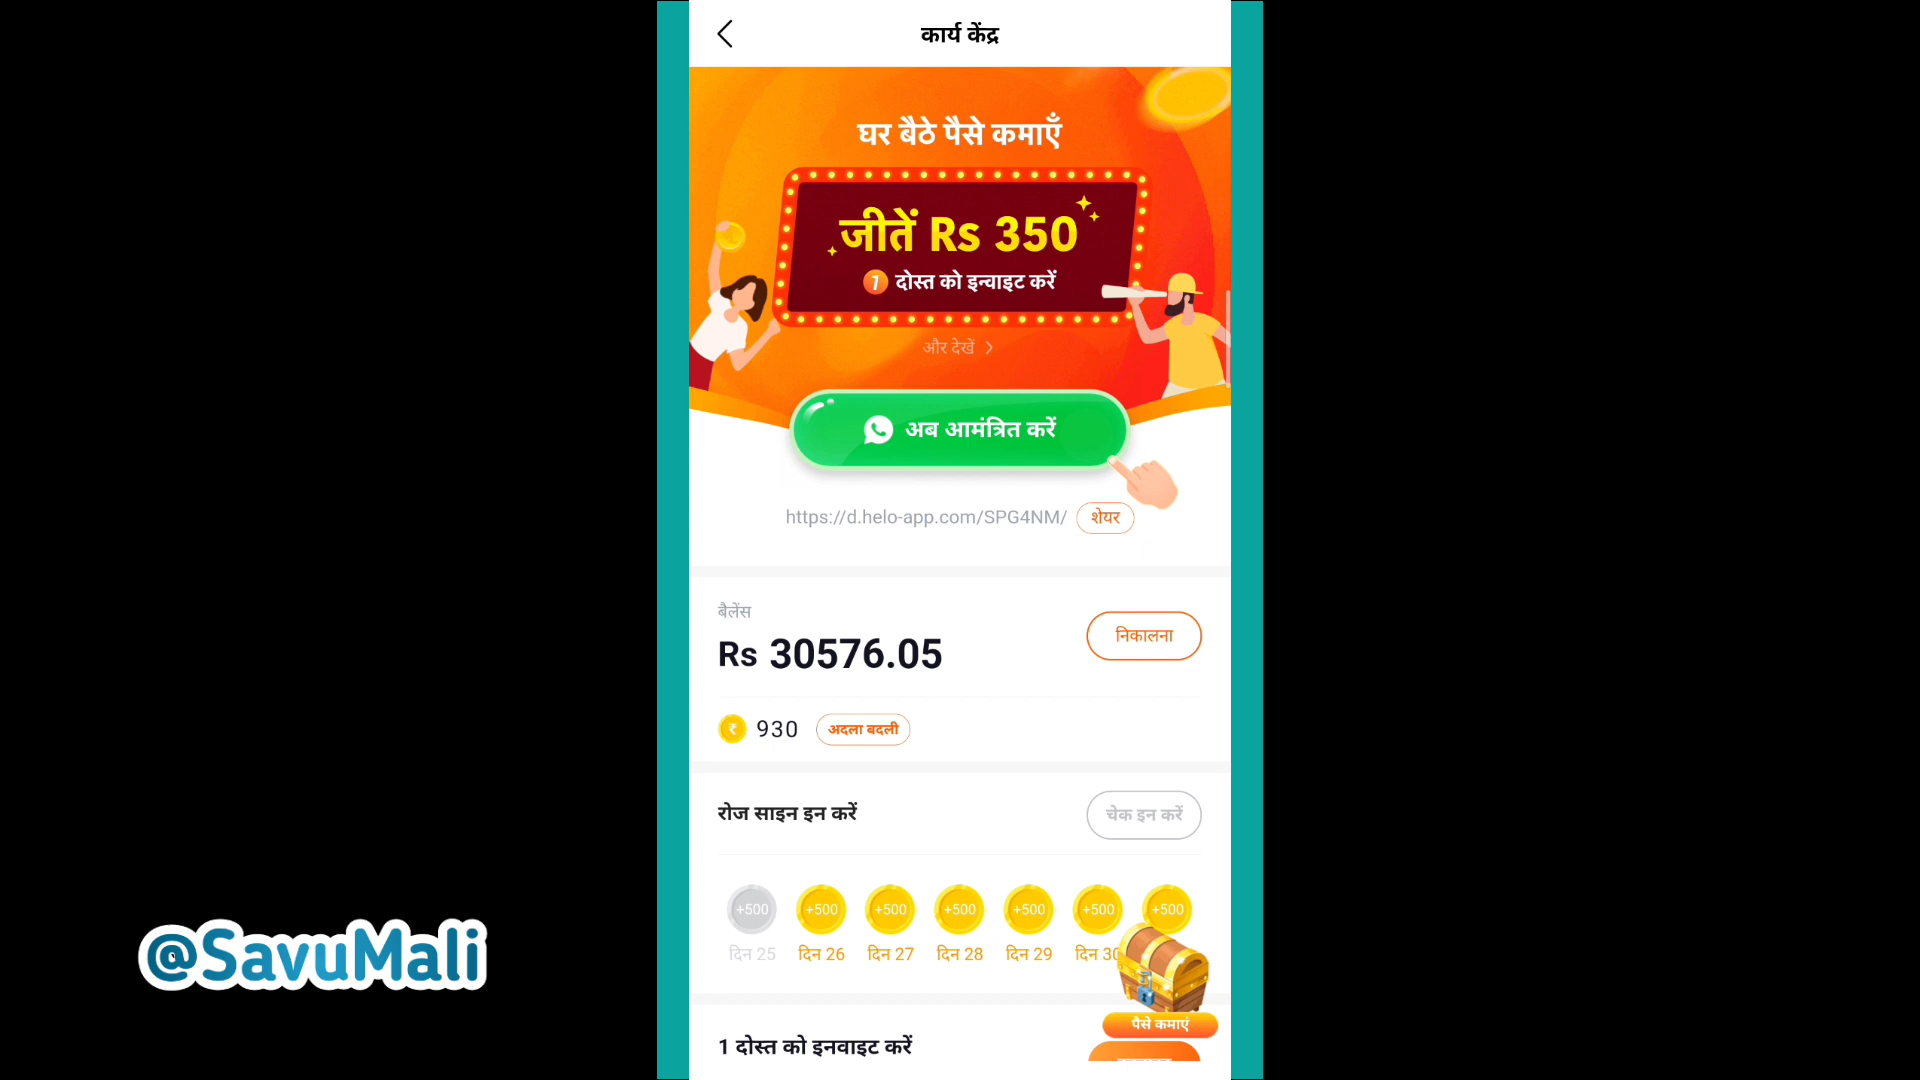 कार्य केंद्र
घर बैठे पैसे कमाएँ
जीतें Rs 350
1 दोस्त को इन्वाइट करें
और देखें >
अब आमंत्रित करें
https://d.helo-app.com/SPG4NM/ शेयर
बैलेंस
Rs 30576.05
निकालना
₹ 930 अदला बदली
रोज साइन इन करें
चेक इन करें
+500 +500 +500 +500 +500 +500 +500
दिन 25 दिन 26 दिन 27 दिन 28 दिन 29 दिन 30
पैसे कमाएं
1 दोस्त को इनवाइट करें
@SavuMali